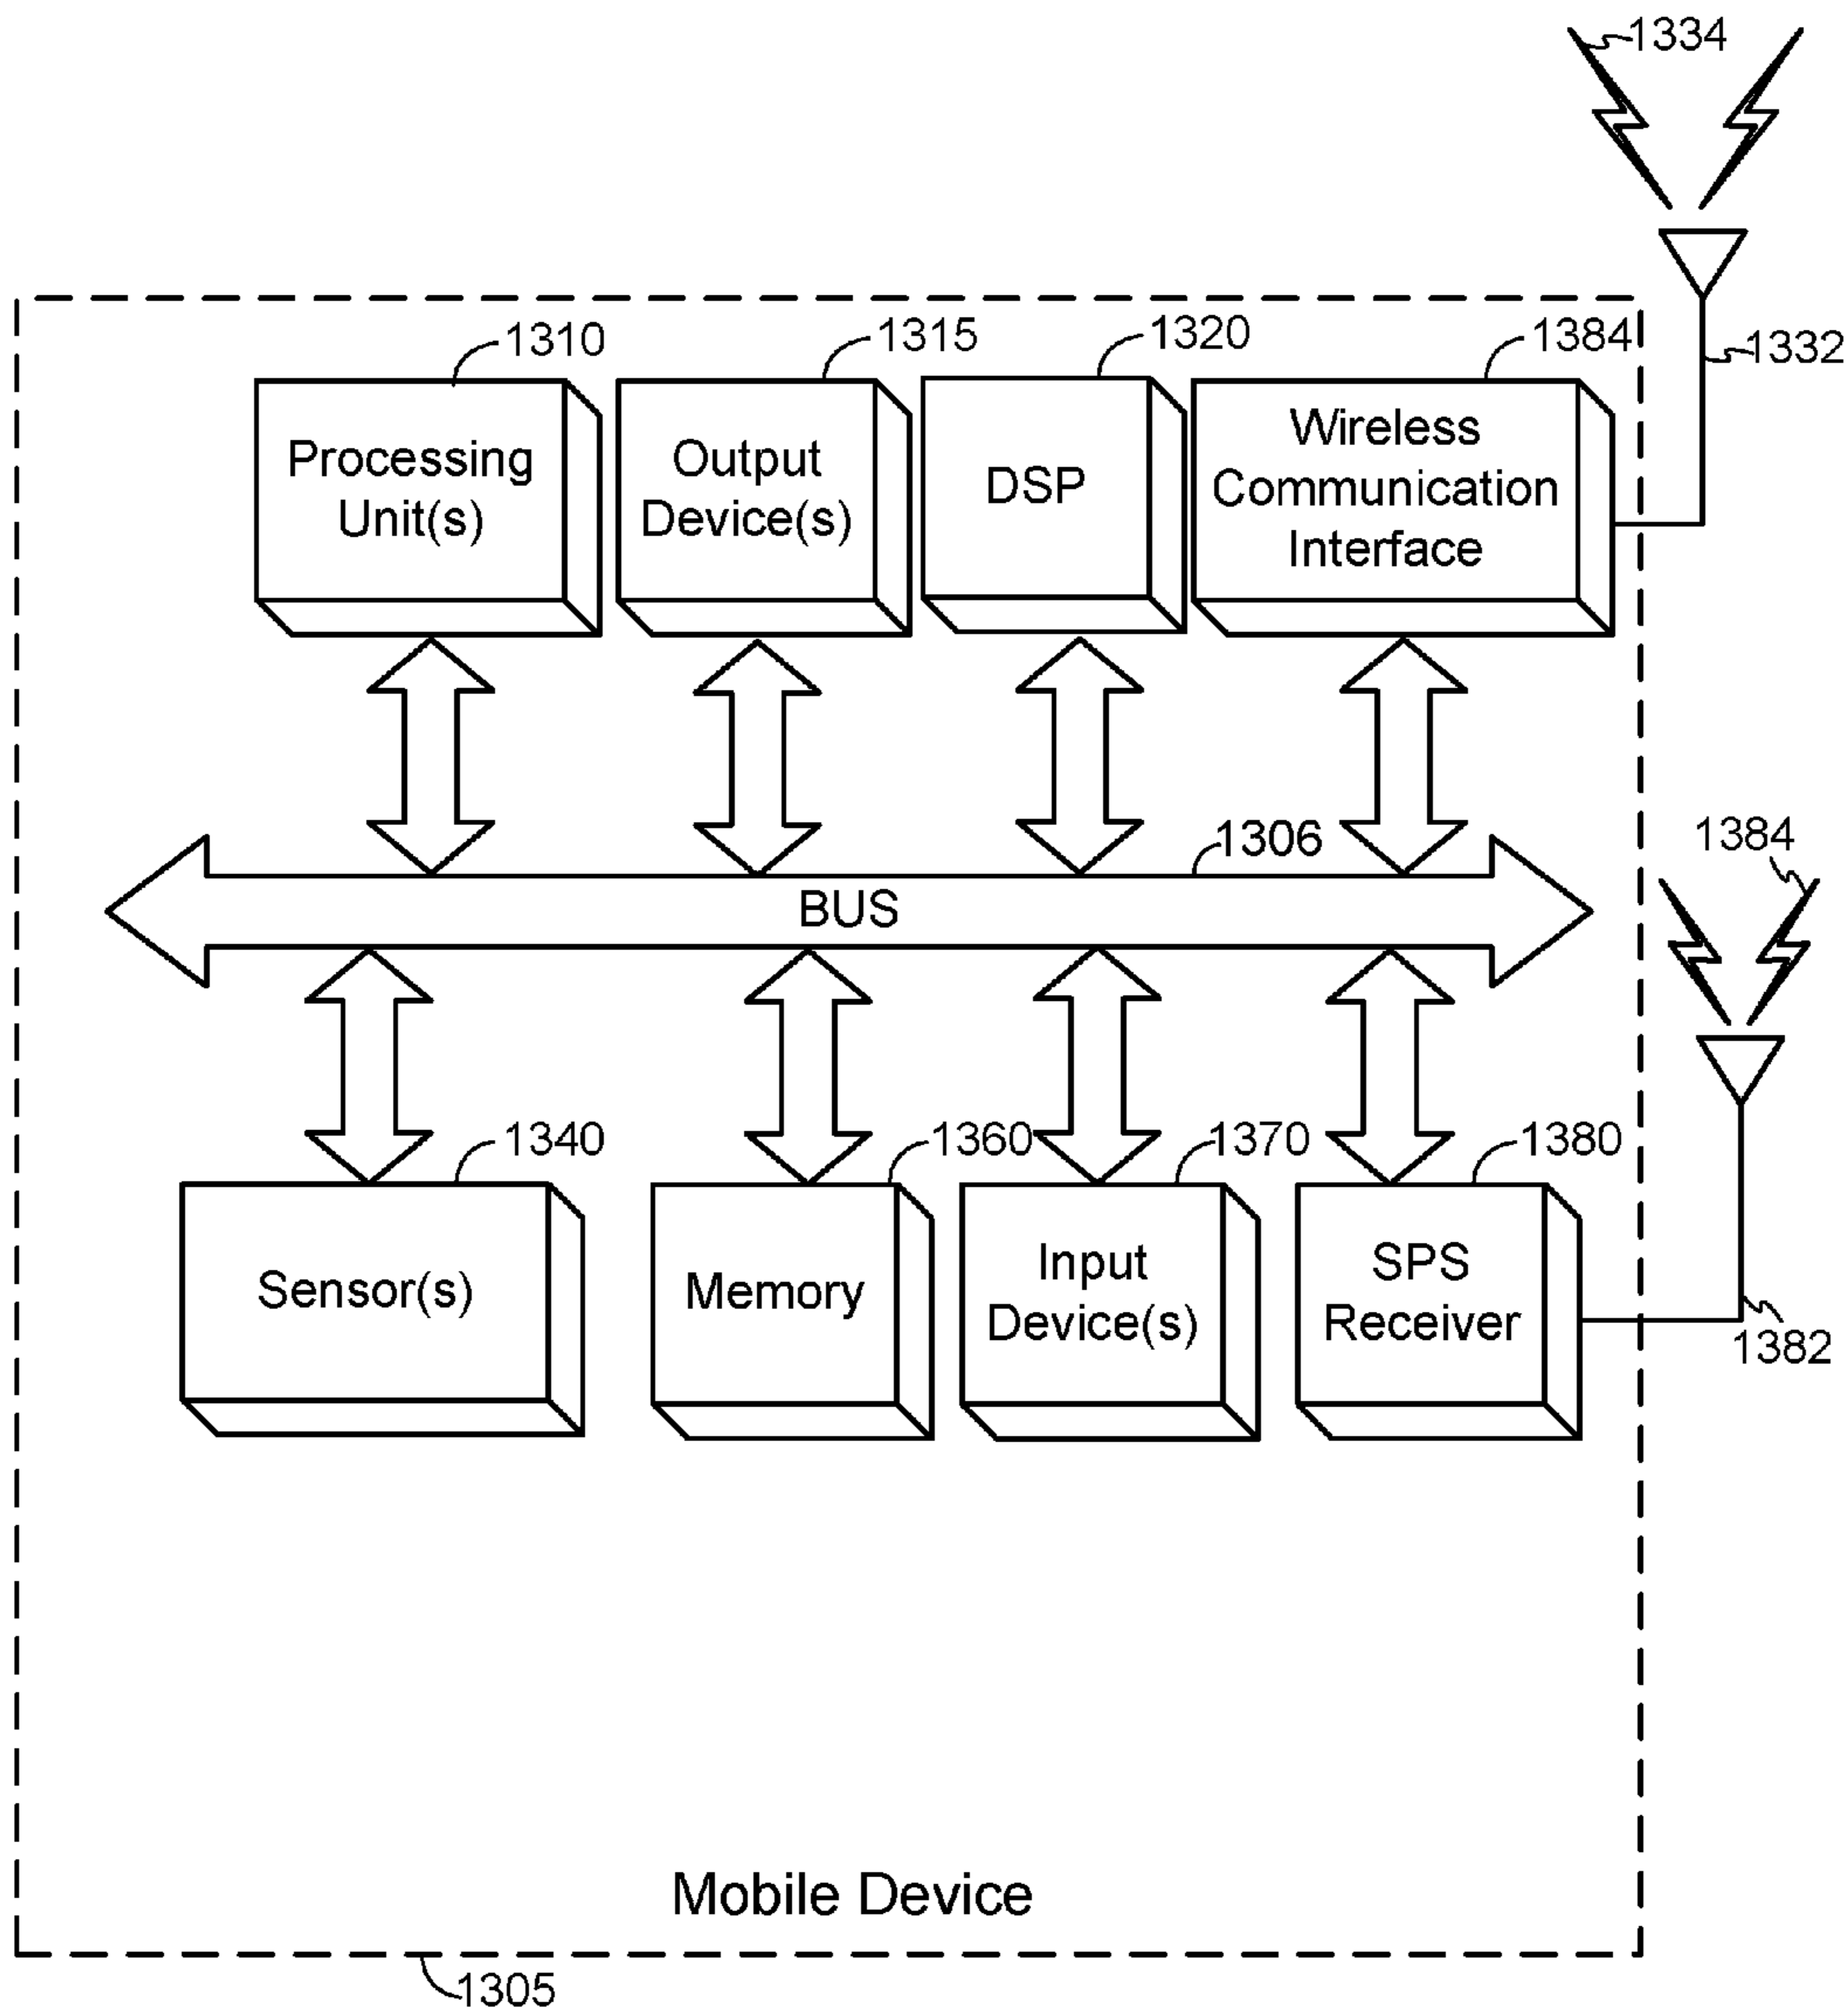 1334
1310
1315
1320
1384
1332
Processing
Unit(s)
Output
Device(s)
DSP
Wireless
Communication
Interface
1306
1384
BUS
1340
1360
1370
1380
Sensor(s)
Memory
Input
Device(s)
SPS
Receiver
1382
Mobile Device
1305